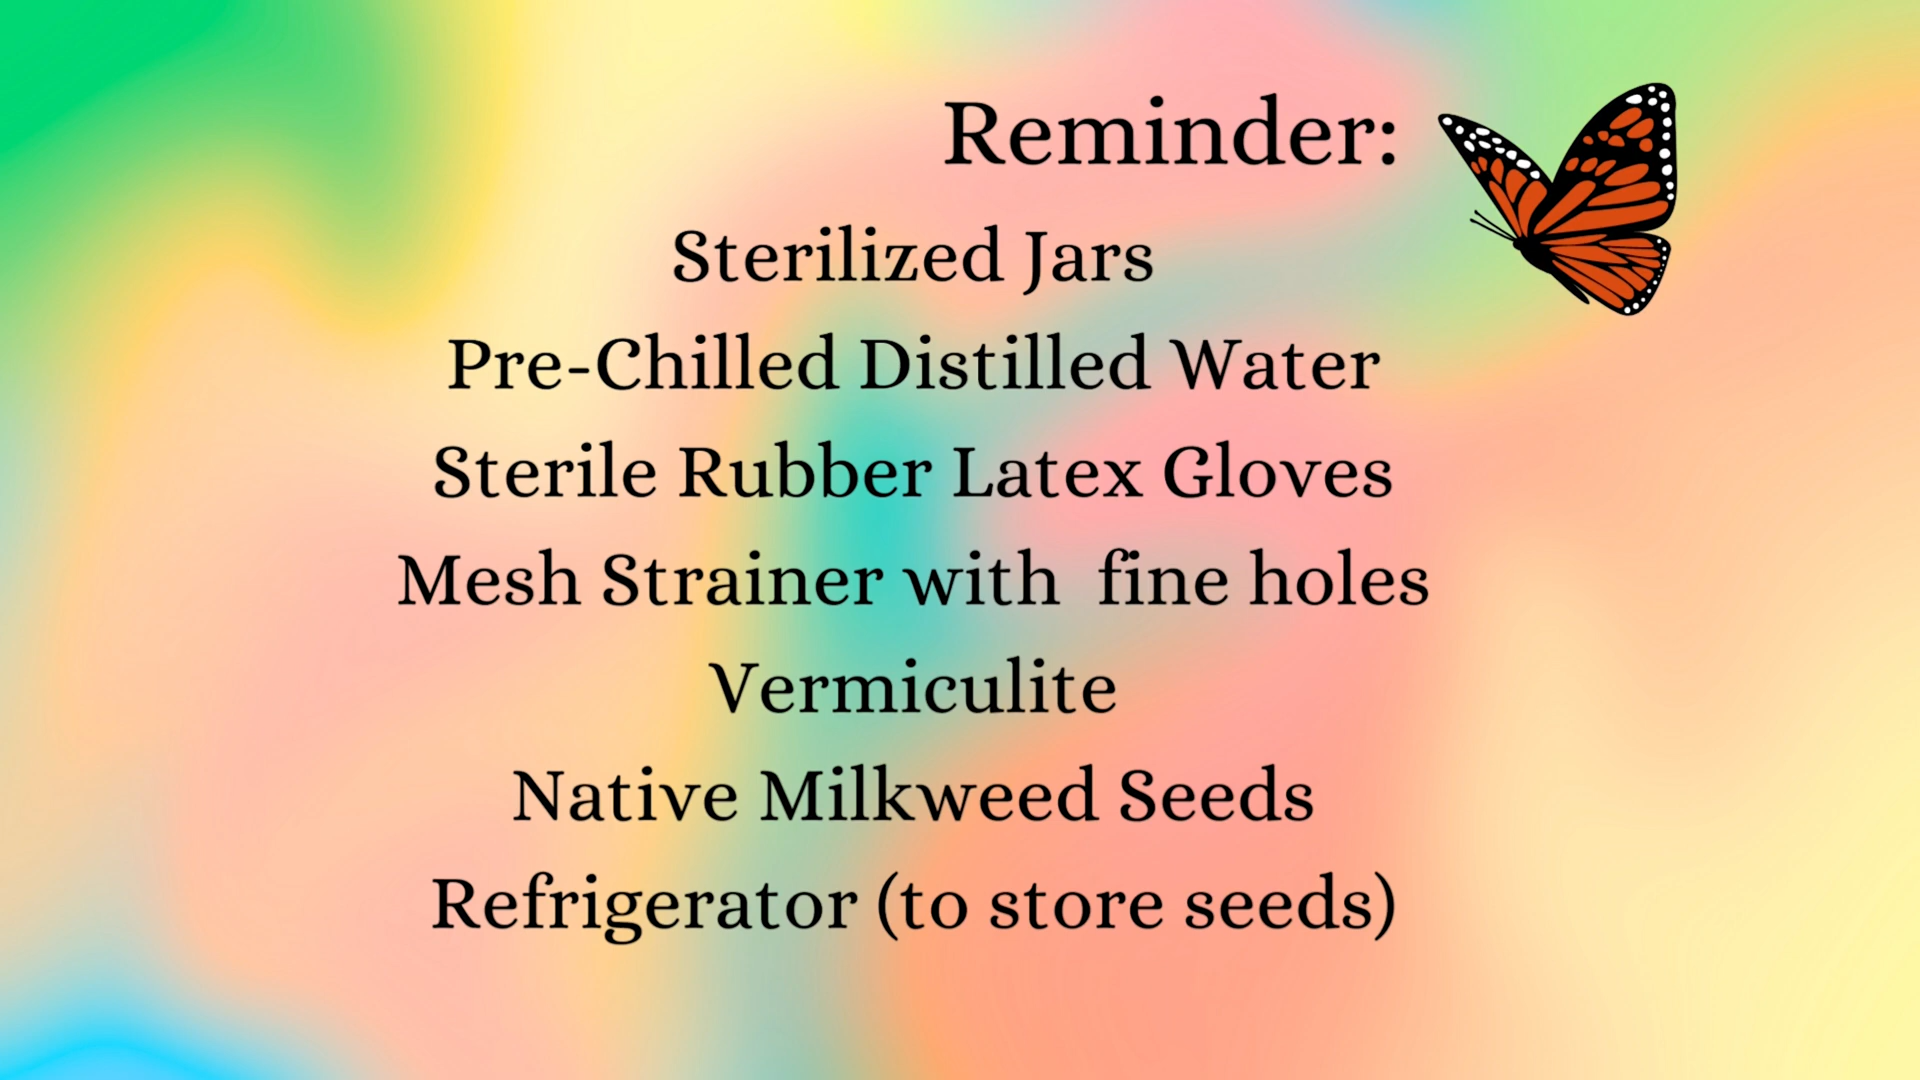 Reminder:
Sterilized Jars
Pre-Chilled Distilled Water
Sterile Rubber Latex Gloves
Mesh Strainer with  fine holes
Vermiculite
Native Milkweed Seeds
Refrigerator (to store seeds)